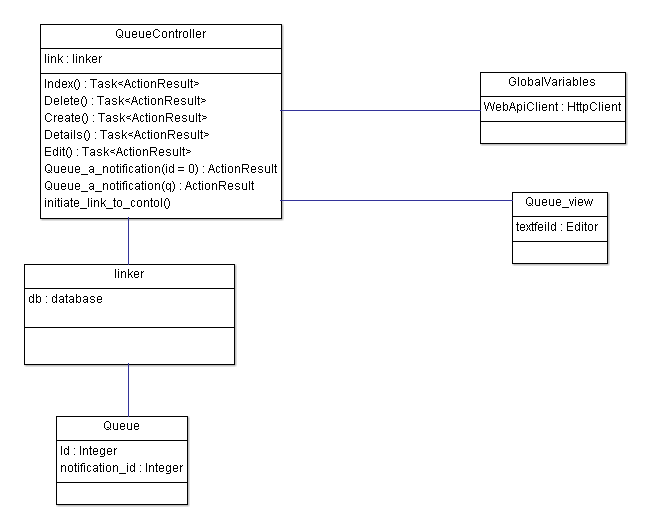 QueueController
link : linker
Index() : Task<ActionResult>
Delete() : Task<ActionResult>
Create() : Task<ActionResult>
Details() : Task<ActionResult>
Edit() : Task<ActionResult>
Queue_a_notification(id = 0) : ActionResult
Queue_a_notification(q) : ActionResult
initiate_link_to_contol()
GlobalVariables
WebApiClient : HttpClient
Queue_view
textfeild : Editor
linker
db : database
Queue
Id : Integer
notification_id : Integer